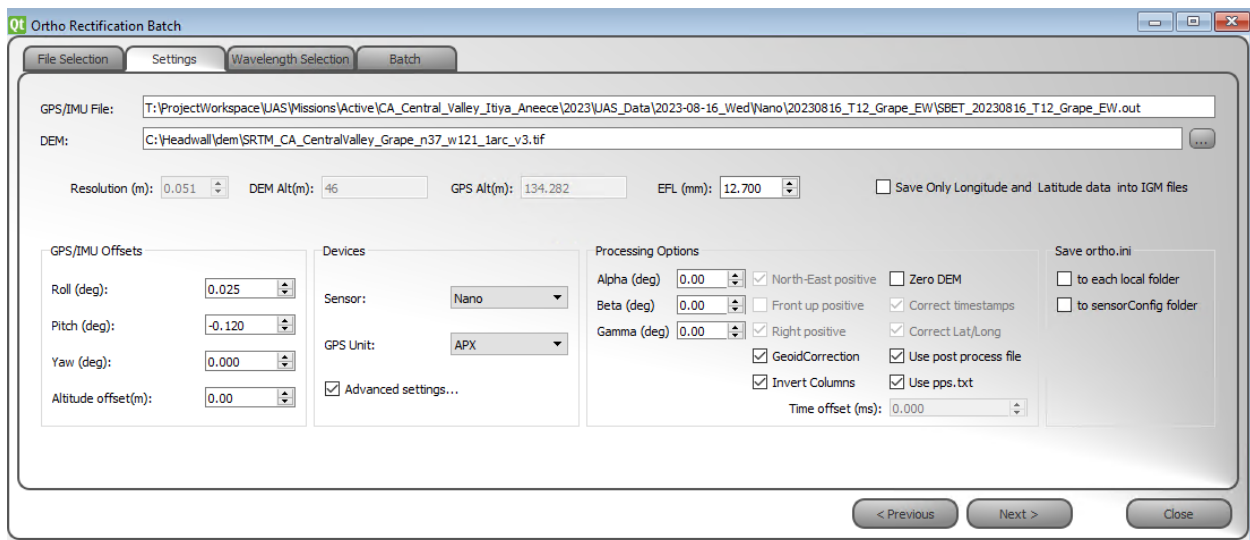 Qt Ortho Rectification Batch
File Selection Settings Wavelength Selection Batch
GPS/IMU File: T:\ProjectWorkspace\UAS\Missions\Active\CA_Central_Valley_Itiya_Aneece\2023\UAS_Data\2023-08-16_Wed\Nano\20230816_T12_Grape_EW\SBET_20230816_T12_Grape_EW.out
DEM: C:\Headwall\dem\SRTM_CA_CentralValley_Grape_n37_w121_1arc_v3.tif ...
Resolution (m): 0.051 DEM Alt(m): 46 GPS Alt(m): 134.282 EFL (mm): 12.700 Save Only Longitude and Latitude data into IGM files
GPS/IMU Offsets
Roll (deg): 0.025
Pitch (deg): -0.120
Yaw (deg): 0.000
Altitude offset(m): 0.00
Devices
Sensor: Nano
GPS Unit: APX
Advanced settings...
Processing Options
Alpha (deg) 0.00 North-East positive Zero DEM
Beta (deg) 0.00 Front up positive Correct timestamps
Gamma (deg) 0.00 Right positive Correct Lat/Long
GeoidCorrection Use post process file
Invert Columns Use pps.txt
Time offset (ms): 0.000
Save ortho.ini
to each local folder
to sensorConfig folder
< Previous Next > Close